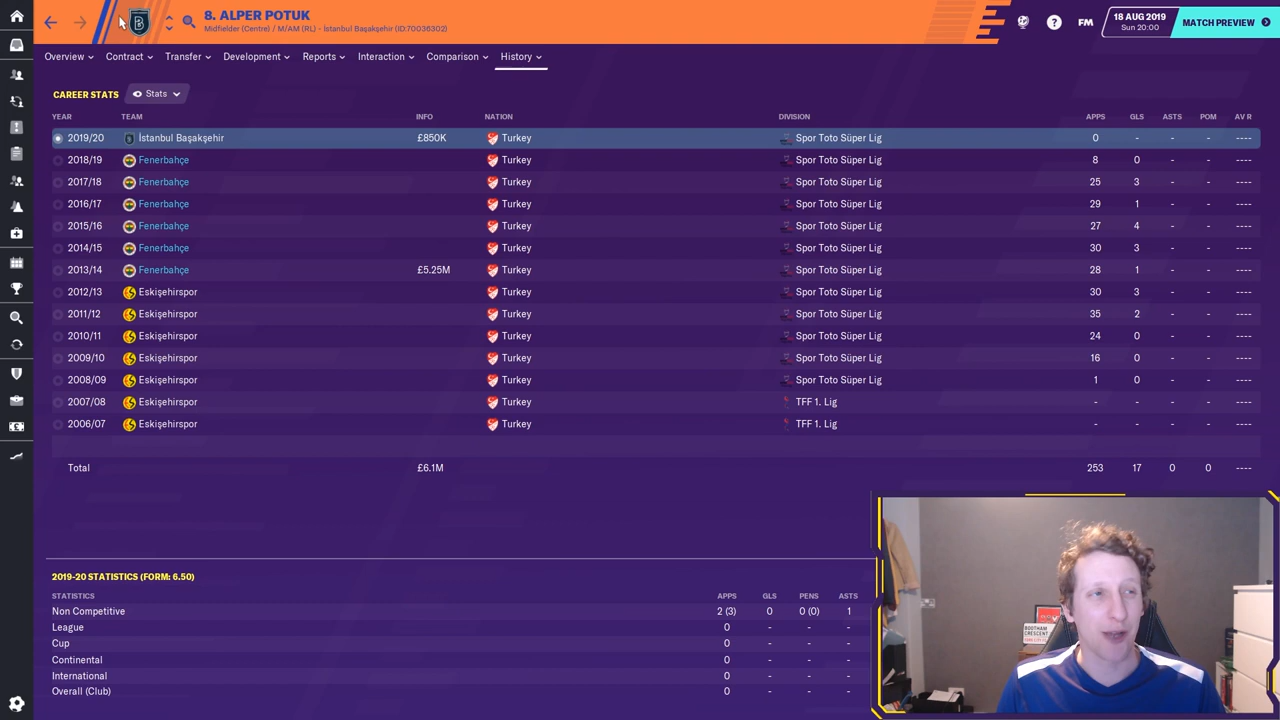 8. ALPER POTUK
Midfielder (Centre) / M/AM (RL) - İstanbul Başakşehir (ID:70036302)
? FM 18 AUG 2019 MATCH PREVIEW
Sun 20:00
Overview Contract Transfer Development Reports Interaction Comparison History
CAREER STATS Stats
YEAR TEAM INFO NATION DIVISION APPS GLS ASTS POM AV R
2019/20 İstanbul Başakşehir £850K Turkey Spor Toto Süper Lig 0 - - - ----
2018/19 Fenerbahçe Turkey Spor Toto Süper Lig 8 0 - - ----
2017/18 Fenerbahçe Turkey Spor Toto Süper Lig 25 3 - - ----
2016/17 Fenerbahçe Turkey Spor Toto Süper Lig 29 1 - - ----
2015/16 Fenerbahçe Turkey Spor Toto Süper Lig 27 4 - - ----
2014/15 Fenerbahçe Turkey Spor Toto Süper Lig 30 3 - - ----
2013/14 Fenerbahçe £5.25M Turkey Spor Toto Süper Lig 28 1 - - ----
2012/13 Eskişehirspor Turkey Spor Toto Süper Lig 30 3 - - ----
2011/12 Eskişehirspor Turkey Spor Toto Süper Lig 35 2 - - ----
2010/11 Eskişehirspor Turkey Spor Toto Süper Lig 24 0 - - ----
2009/10 Eskişehirspor Turkey Spor Toto Süper Lig 16 0 - - ----
2008/09 Eskişehirspor Turkey Spor Toto Süper Lig 1 0 - - ----
2007/08 Eskişehirspor Turkey TFF 1. Lig - - - - ----
2006/07 Eskişehirspor Turkey TFF 1. Lig - - - - ----
Total £6.1M 253 17 0 0 ----
2019-20 STATISTICS (FORM: 6.50)
STATISTICS APPS GLS PENS ASTS
Non Competitive 2 (3) 0 0 (0) 1
League 0 - - -
Cup 0 - - -
Continental 0 - - -
International 0 - - -
Overall (Club) 0 - - -
BOOTHAM
CRESCENT